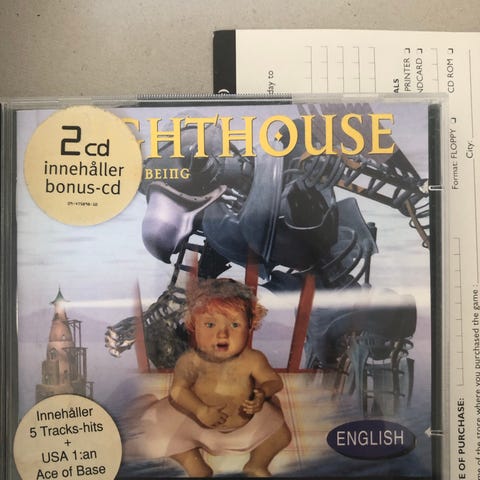 2cd
innehåller
bonus-cd
GHTHOUSE
BEING
Innehåller
5 Tracks-hits
+
USA 1:an
Ace of Base
ENGLISH
day to
ALS
PRINTER
CD ROM
Format: FLOPPY
City:
E OF PURCHASE:
of the store where you purchased the game :